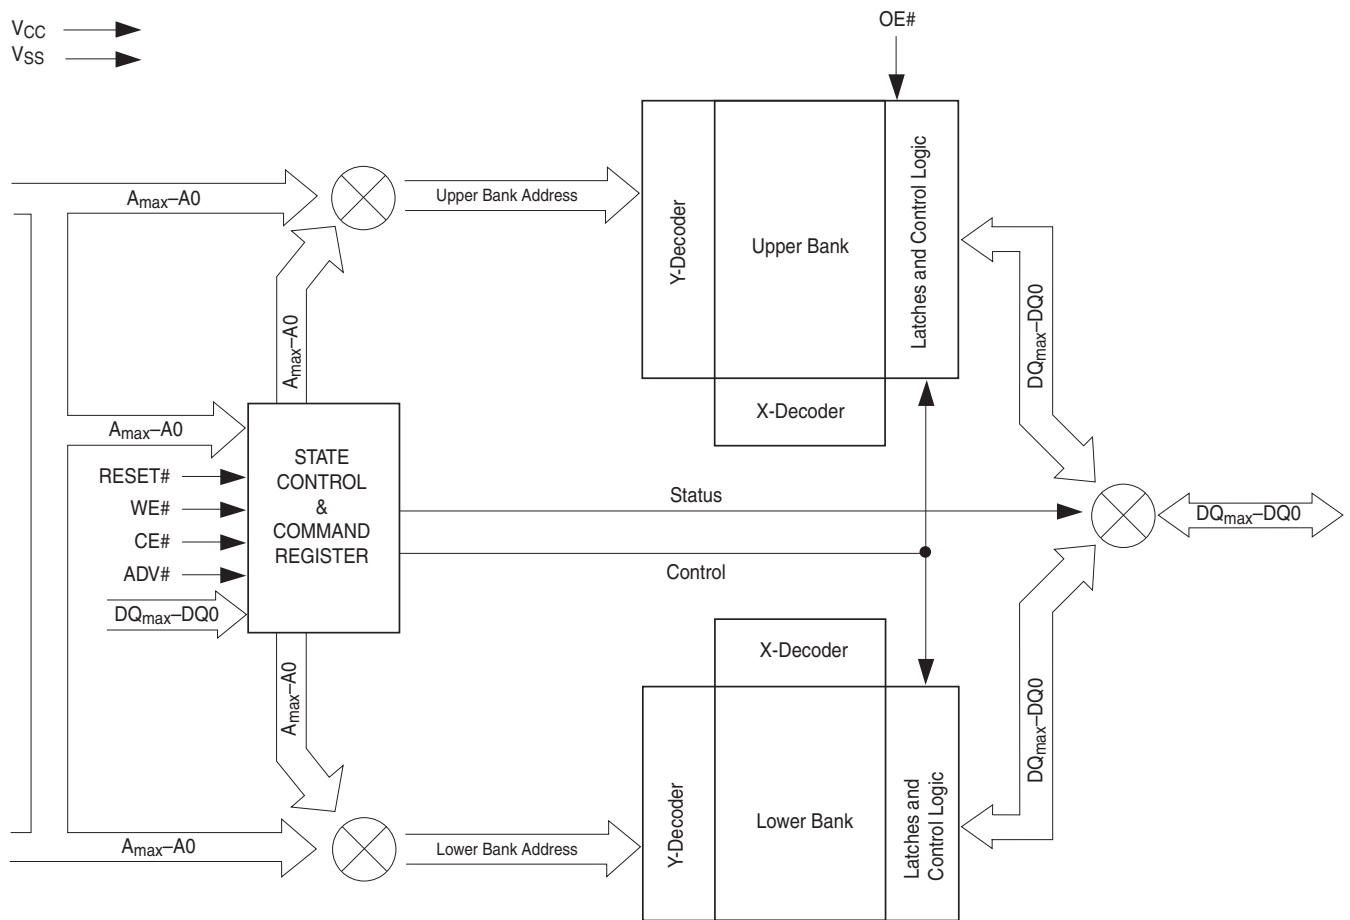 VCC
VSS
OE#
Amax–A0
Upper Bank Address
Y-Decoder
Upper Bank
Latches and Control Logic
X-Decoder
DQmax–DQ0
Amax–A0
Amax–A0
RESET#
WE#
CE#
ADV#
DQmax–DQ0
STATE
CONTROL
&
COMMAND
REGISTER
Status
Control
DQmax–DQ0
Amax–A0
X-Decoder
Amax–A0
Lower Bank Address
Y-Decoder
Lower Bank
Latches and
Control Logic
DQmax–DQ0